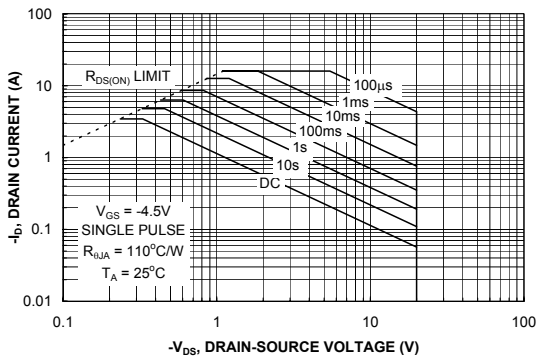 100
10
1
0.1
0.01
-I_D, DRAIN CURRENT (A)
R_DS(ON) LIMIT
100µs
1ms
10ms
100ms
1s
10s
DC
V_GS = -4.5V
SINGLE PULSE
R_θJA = 110°C/W
T_A = 25°C
0.1
1
10
100
-V_DS, DRAIN-SOURCE VOLTAGE (V)